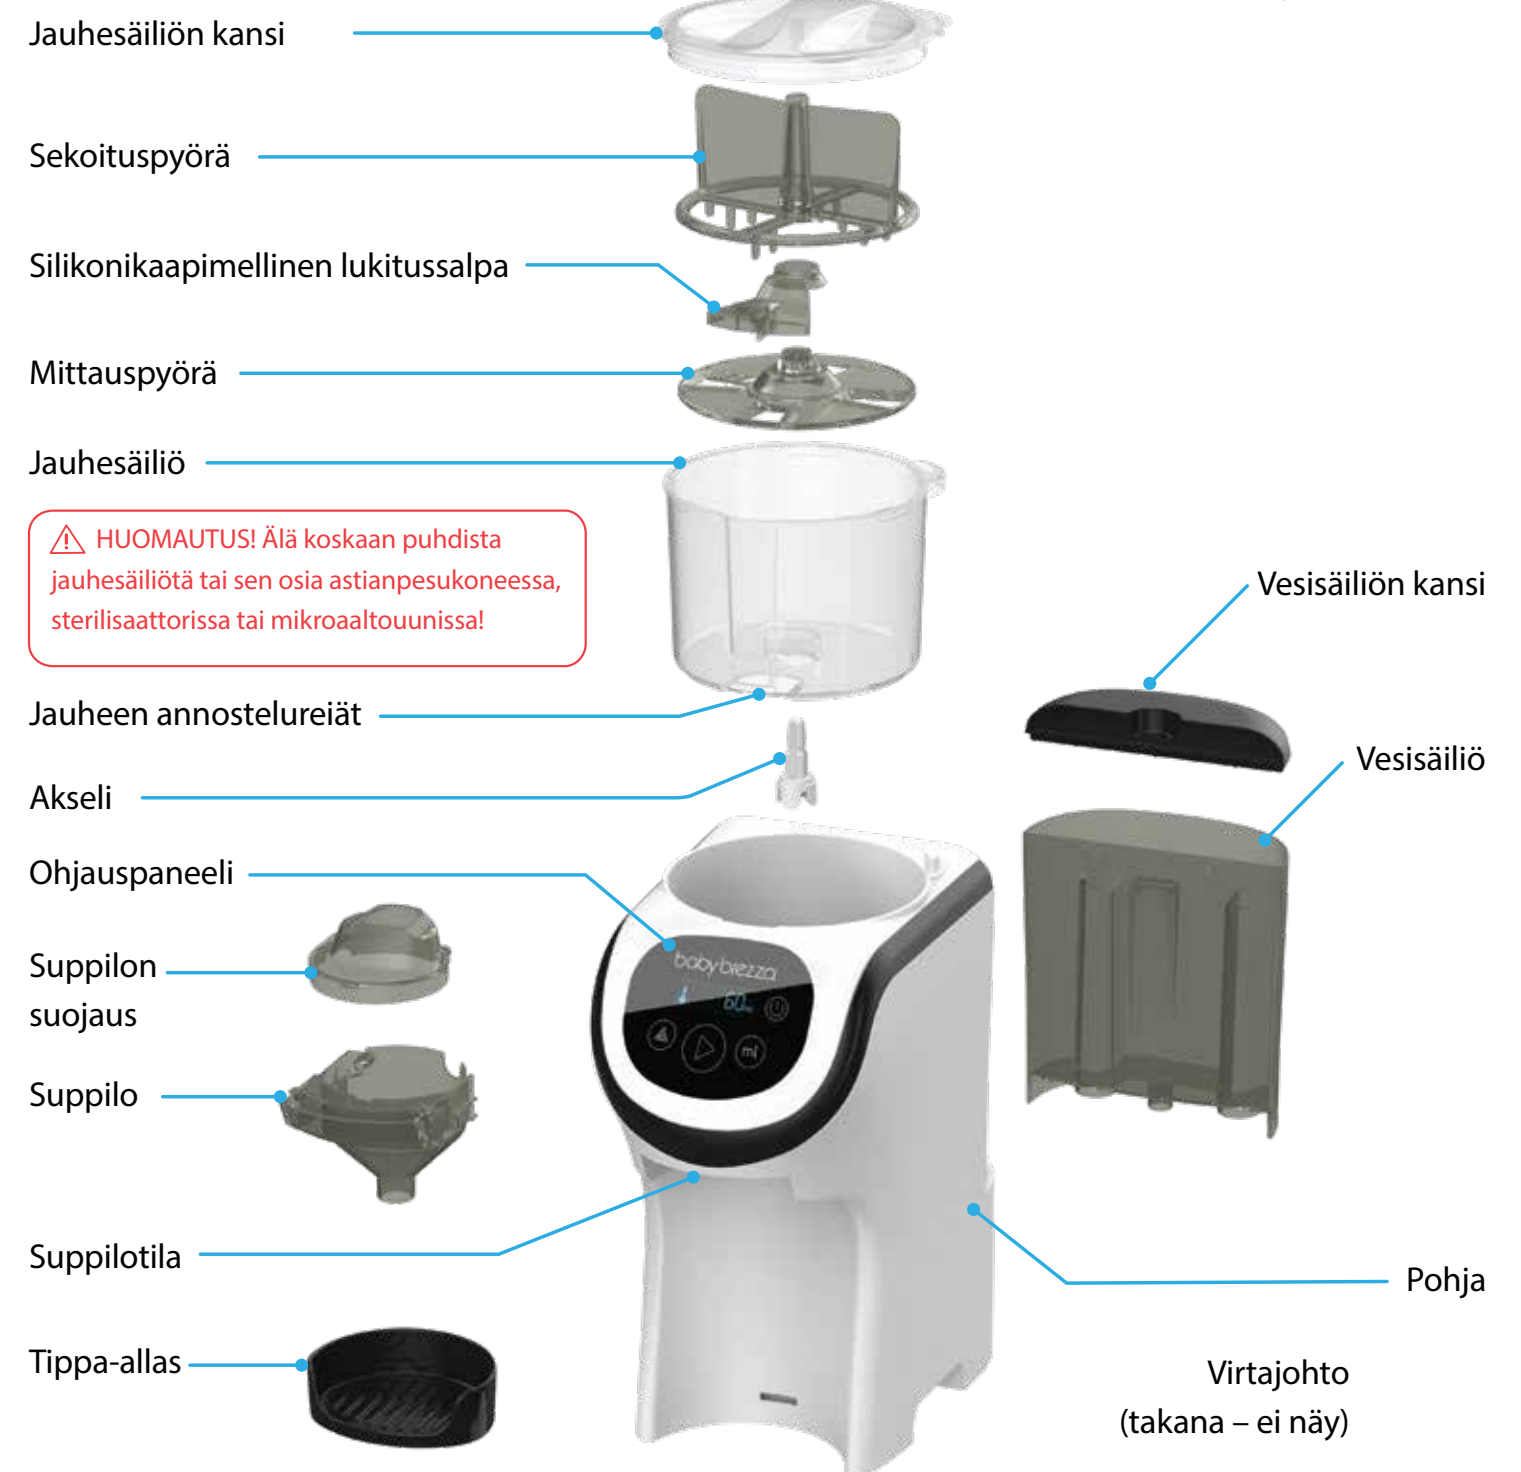 Jauhesäiliön kansi
Sekoituspyörä
Silikonikaapimellinen lukitussalpa
Mittauspyörä
Jauhesäiliö
HUOMAUTUS! Älä koskaan puhdista
jauhesäiliötä tai sen osia astianpesukoneessa,
sterilisaattorissa tai mikroaaltouunissa!
Vesisäiliön kansi
Jauheen annostelureiät
Vesisäiliö
Akseli
Ohjauspaneeli
baby brezza
60
ml
Suppilon
suojaus
Suppilo
Suppilotila
Pohja
Tippa-allas
Virtajohto
(takana – ei näy)